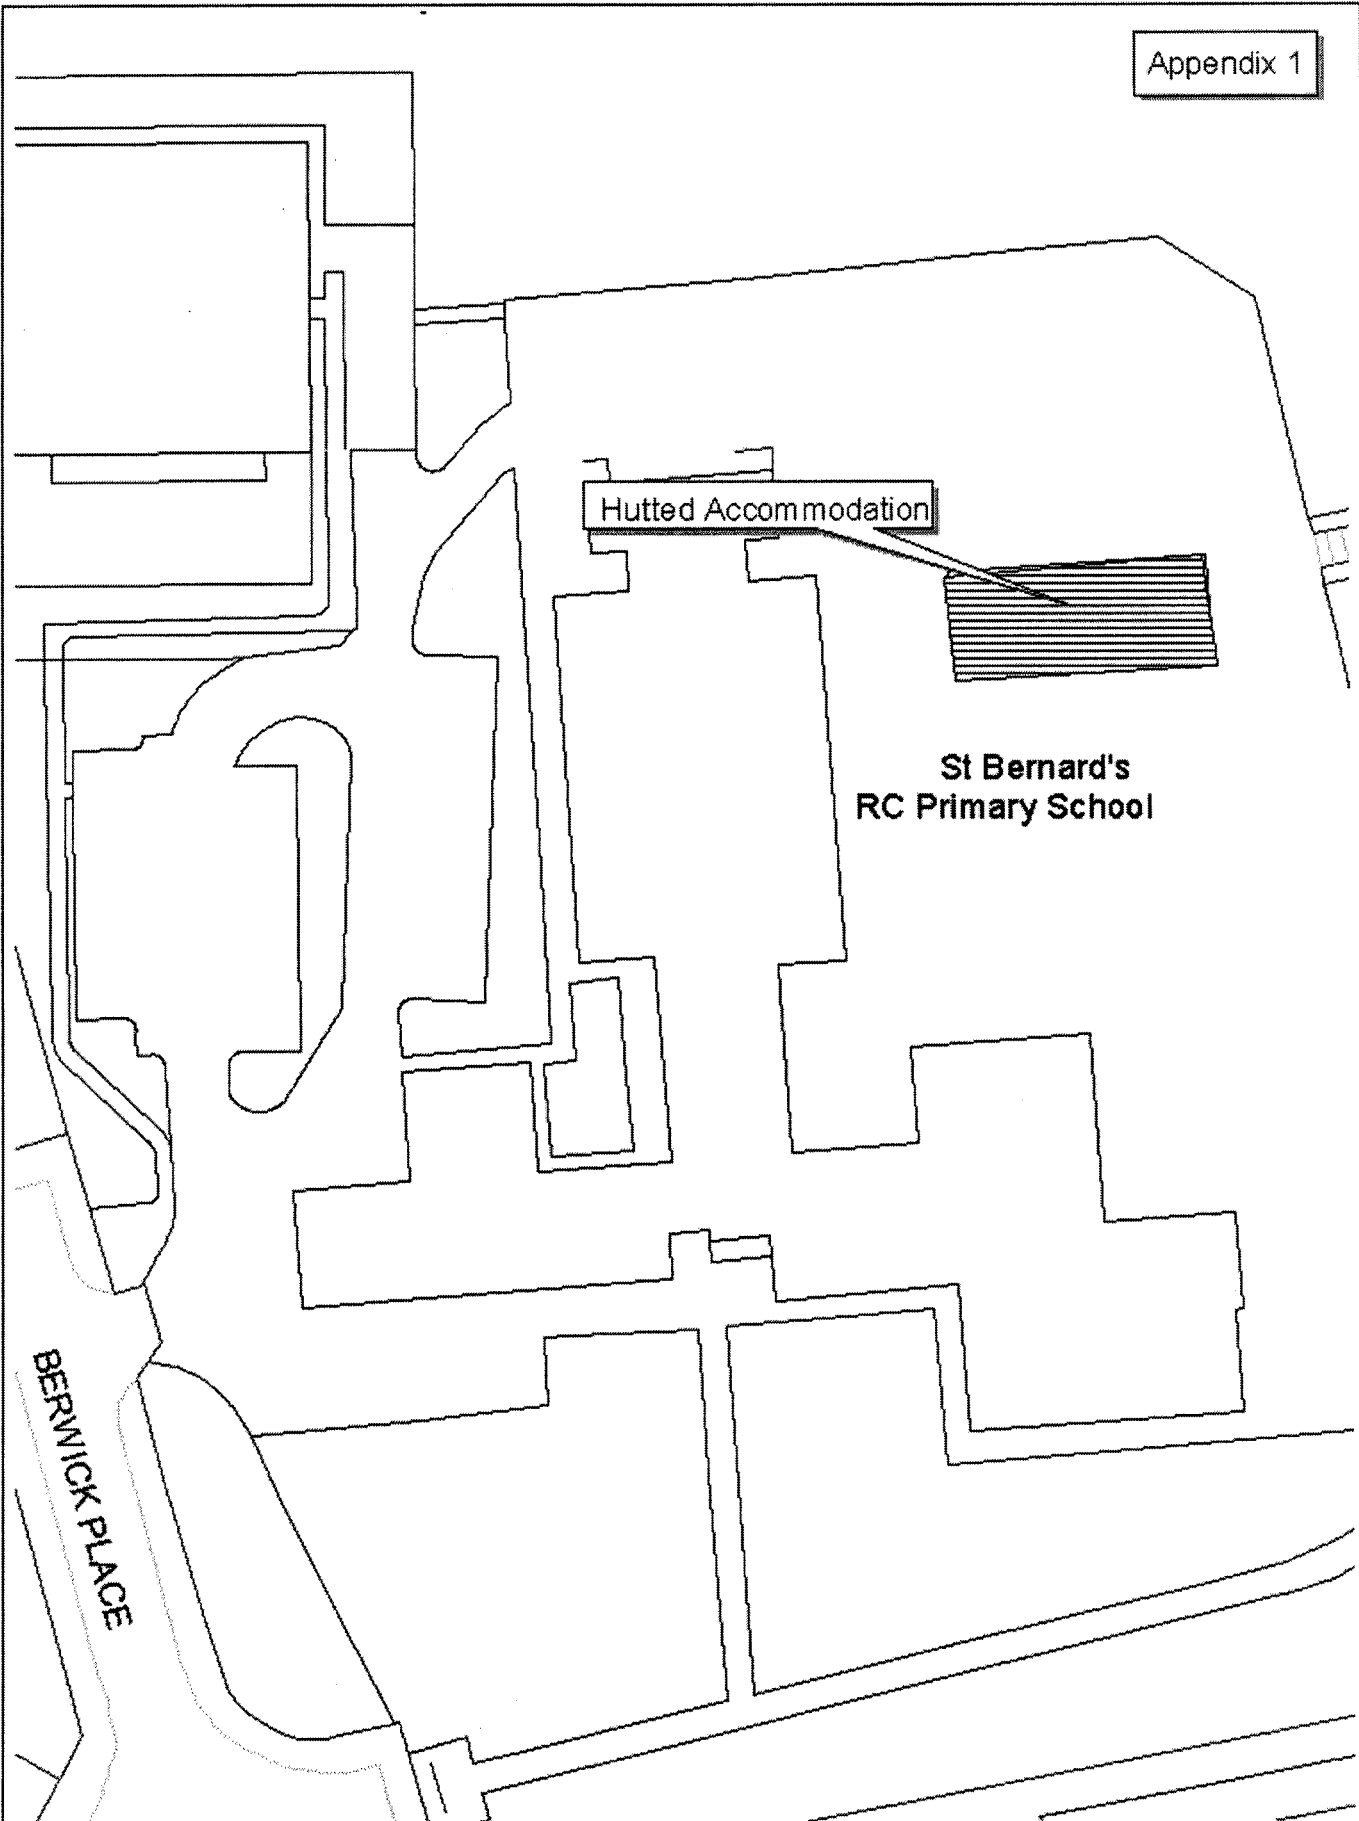 Appendix 1
Hutted Accommodation
St Bernard's
RC Primary School
BERWICK PLACE